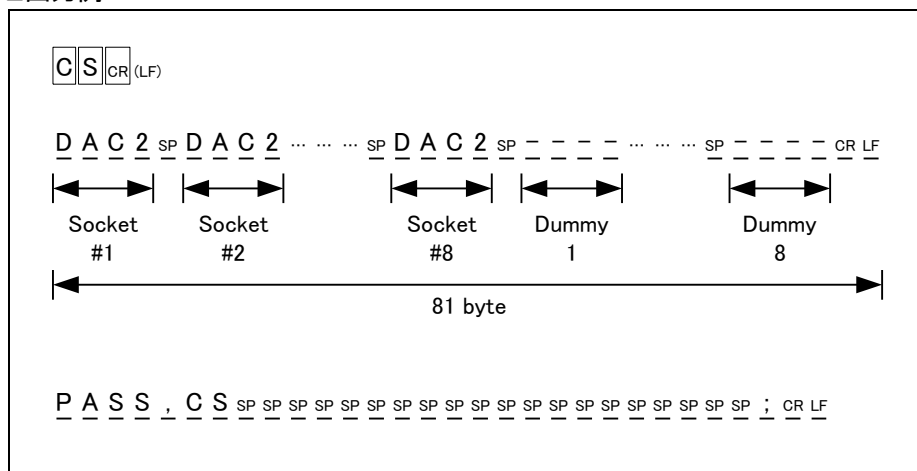 CSCR(LF)
DAC2 SP DAC2 ... ... ... SP DAC2 SP ---- ... ... ... SP ---- CR LF
Socket #1 Socket #2 Socket #8 Dummy 1 Dummy 8
81 byte
PASS,CS SP SP SP SP SP SP SP SP SP SP SP SP SP SP SP SP SP SP SP SP ; CR LF